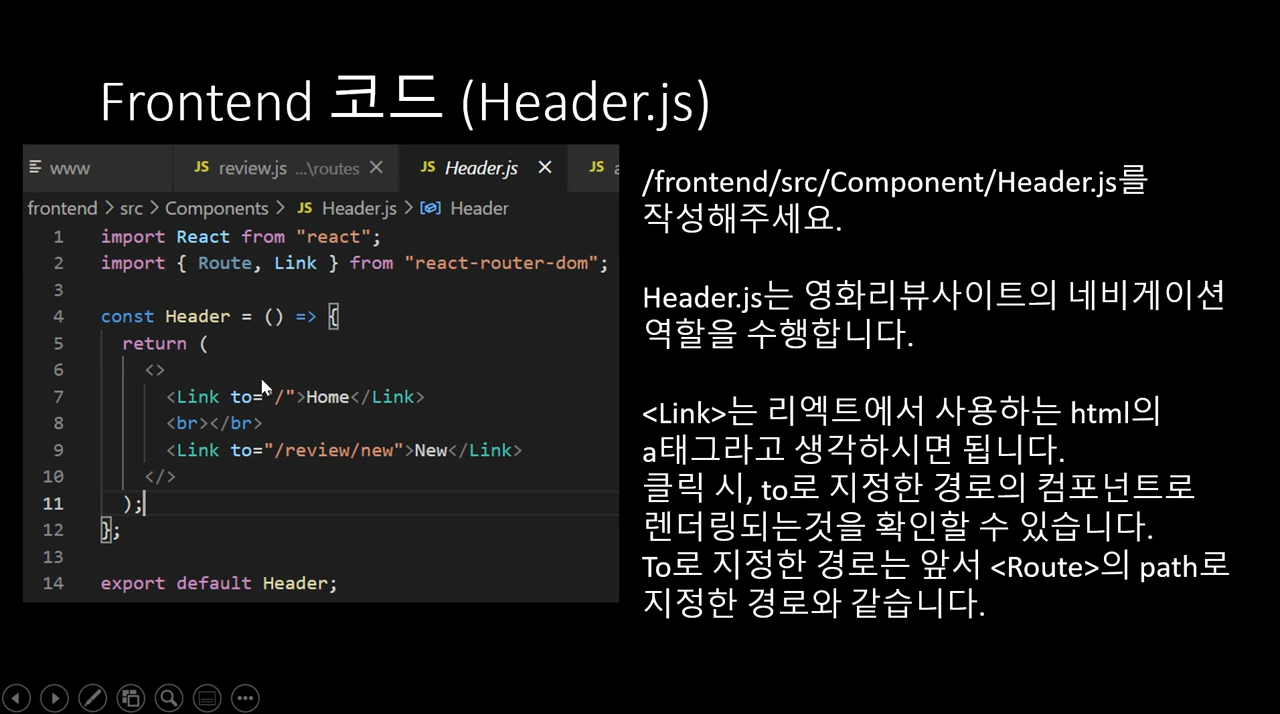 Frontend 코드 (Header.js)
www
JS review.js ...\routes
JS Header.js
JS
frontend > src > Components > JS Header.js > Header
1 import React from "react";
2 import { Route, Link } from "react-router-dom";
3
4 const Header = () => {
5 return (
6 <>
7 <Link to="/">Home</Link>
8 <br></br>
9 <Link to="/review/new">New</Link>
10 </>
11 );
12 };
13
14 export default Header;
/frontend/src/Component/Header.js를
작성해주세요.
Header.js는 영화리뷰사이트의 네비게이션
역할을 수행합니다.
<Link>는 리엑트에서 사용하는 html의
a태그라고 생각하시면 됩니다.
클릭 시, to로 지정한 경로의 컴포넌트로
렌더링되는것을 확인할 수 있습니다.
To로 지정한 경로는 앞서 <Route>의 path로
지정한 경로와 같습니다.